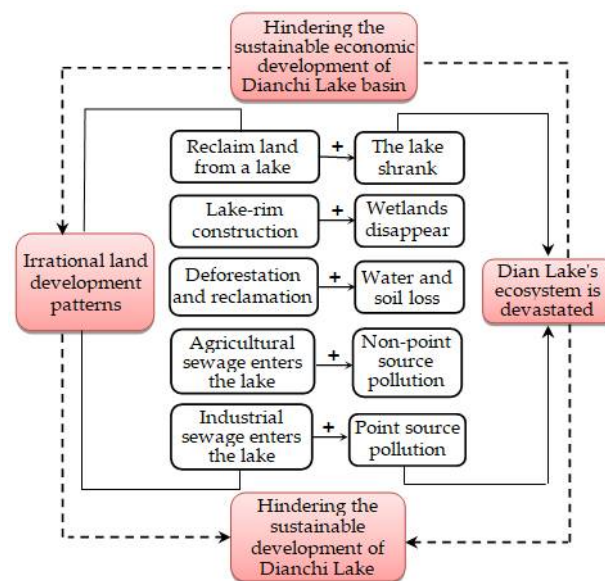 Hindering the
sustainable economic
development of
Dianchi Lake basin
Reclaim land
from a lake
+
The lake
shrank
Lake-rim
construction
+
Wetlands
disappear
Irrational land
development
patterns
Deforestation
and reclamation
+
Water and
soil loss
Dian Lake's
ecosystem is
devastated
Agricultural
sewage enters
the lake
+
Non-point
source
pollution
Industrial
sewage enters
the lake
+
Point source
pollution
Hindering the
sustainable
development of
Dianchi Lake